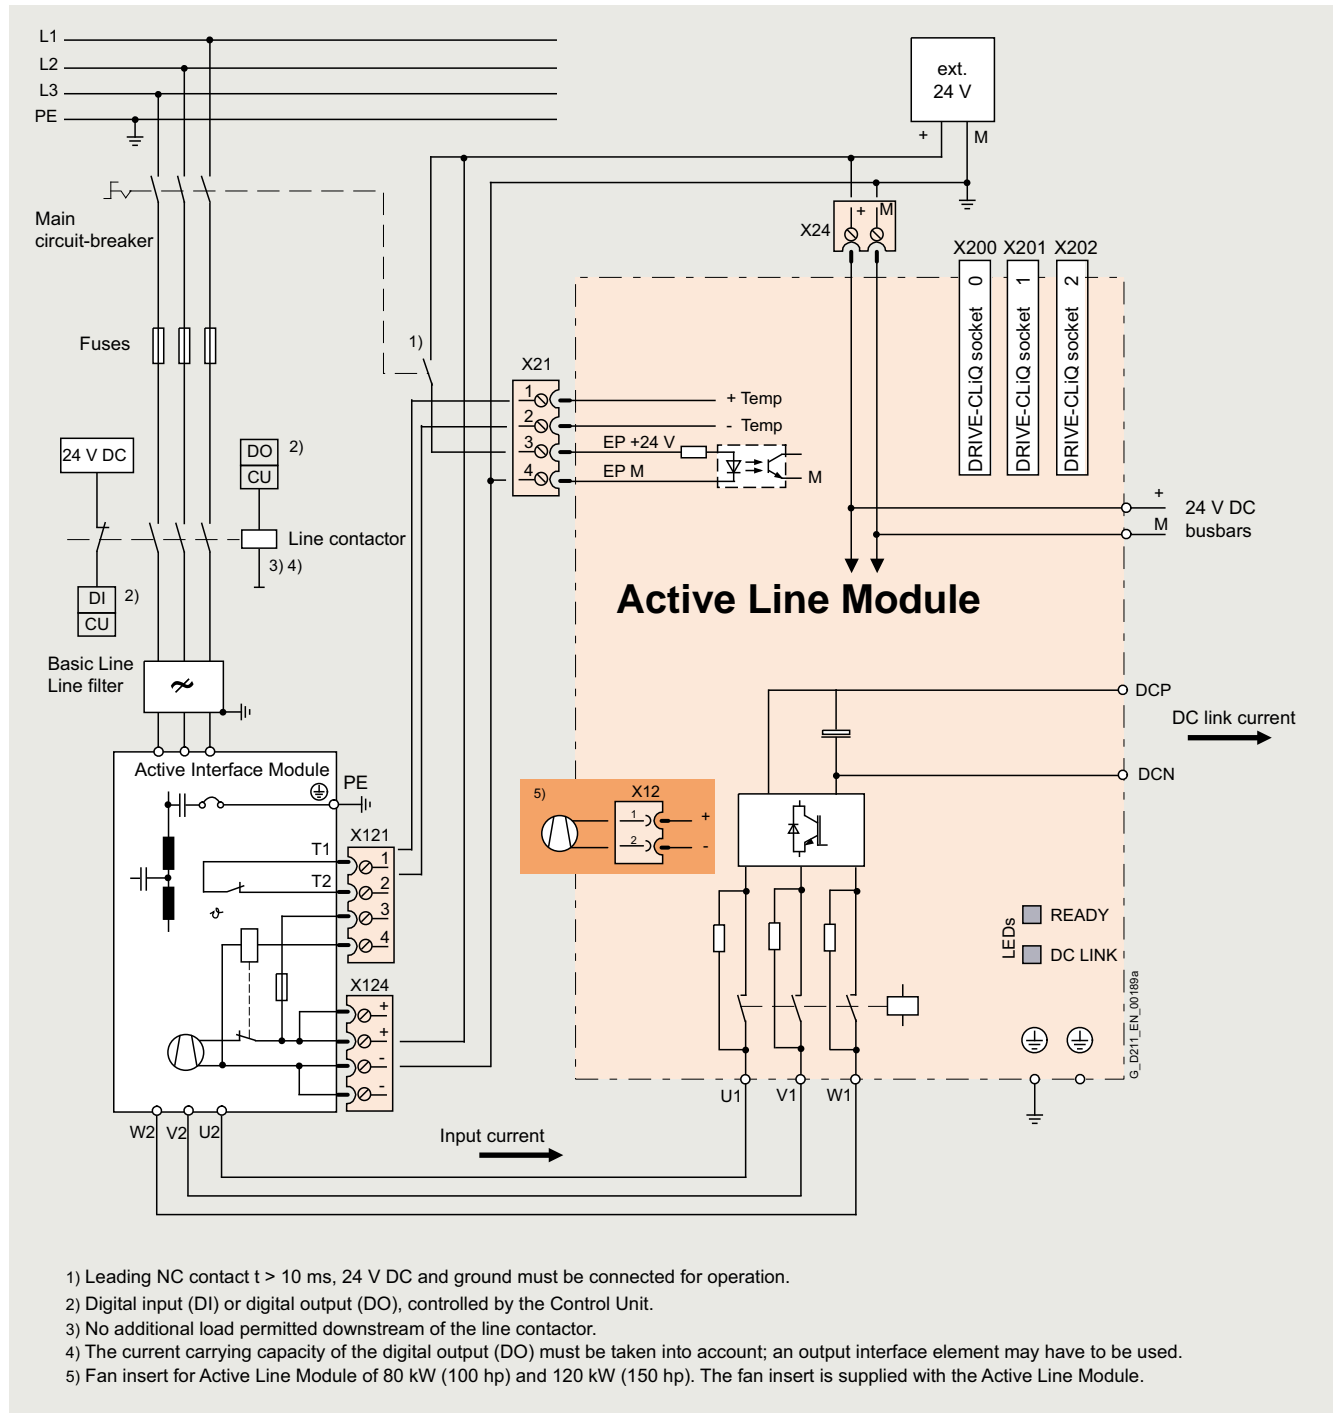 L1
L2
L3
PE
ext.
24 V
+ M
Main
circuit-breaker
X24
+ M
X200 X201 X202
DRIVE-CLiQ socket 0
DRIVE-CLiQ socket 1
DRIVE-CLiQ socket 2
Fuses
1)
X21
1
2
3
4
+ Temp
- Temp
EP +24 V
EP M
M
24 V DC
DO
CU
2)
Line contactor
3) 4)
DI
CU
2)
+
M
24 V DC
busbars
Active Line Module
Basic Line
Line filter
DCP
DC link current
DCN
Active Interface Module
PE
X121
T1
T2
1
2
3
4
ϑ
5)
X12
1
2
+
-
X124
+
+
-
-
LEDs
READY
DC LINK
G_D211_EN_00189a
U1 V1 W1
W2 V2 U2
Input current
1) Leading NC contact t > 10 ms, 24 V DC and ground must be connected for operation.
2) Digital input (DI) or digital output (DO), controlled by the Control Unit.
3) No additional load permitted downstream of the line contactor.
4) The current carrying capacity of the digital output (DO) must be taken into account; an output interface element may have to be used.
5) Fan insert for Active Line Module of 80 kW (100 hp) and 120 kW (150 hp). The fan insert is supplied with the Active Line Module.